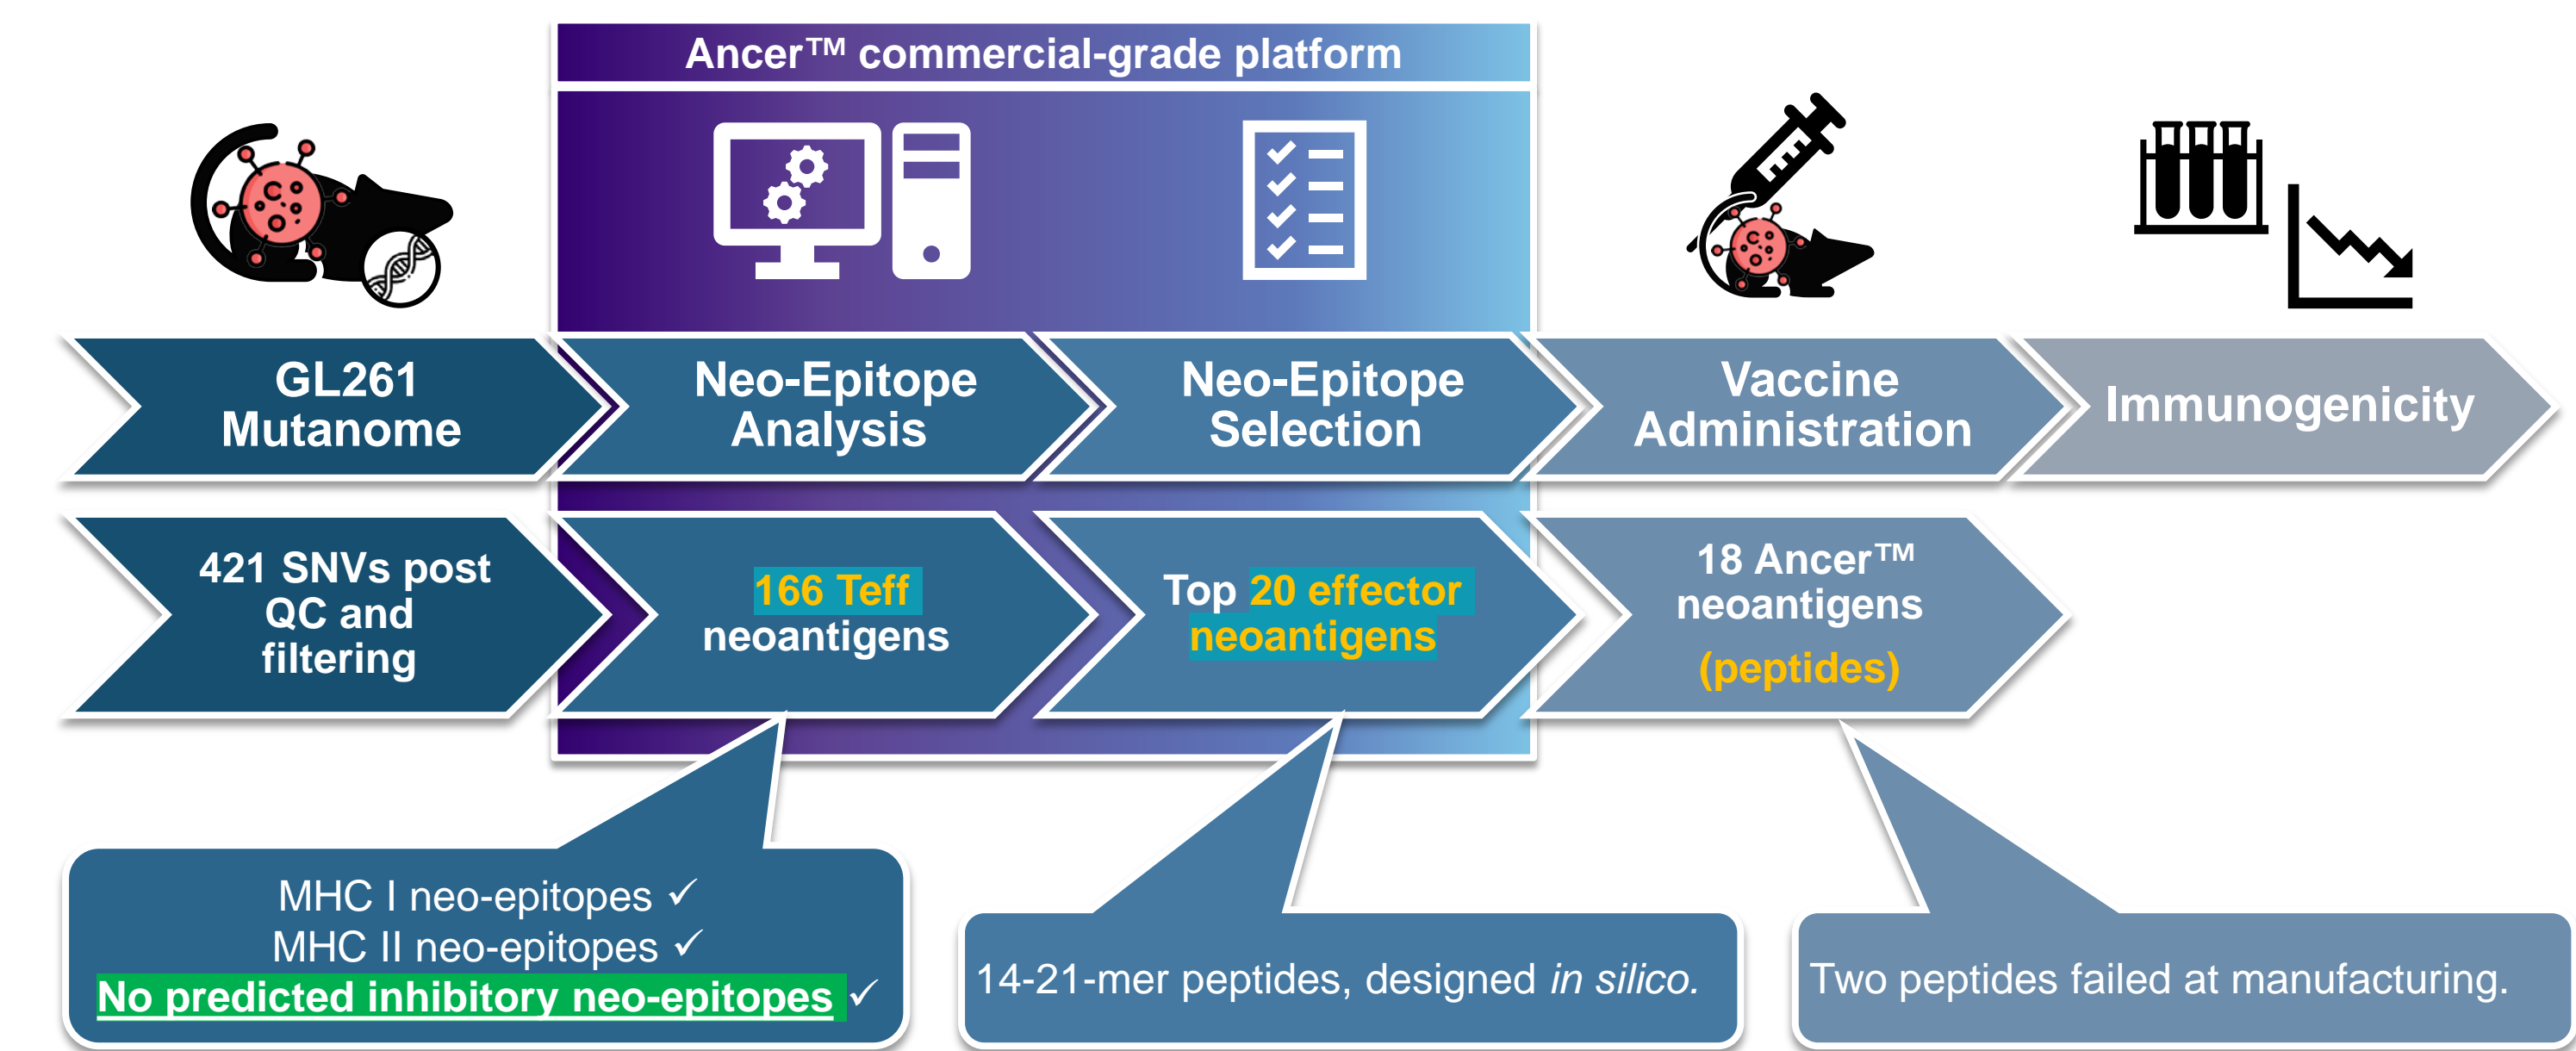 Ancer™ commercial-grade platform
GL261
Mutanome
Neo-Epitope
Analysis
Neo-Epitope
Selection
Vaccine
Administration
Immunogenicity
421 SNVs post
QC and
filtering
166 Teff
neoantigens
Top 20 effector
neoantigens
18 Ancer™
neoantigens
(peptides)
MHC I neo-epitopes ✓
MHC II neo-epitopes ✓
No predicted inhibitory neo-epitopes ✓
14-21-mer peptides, designed in silico.
Two peptides failed at manufacturing.